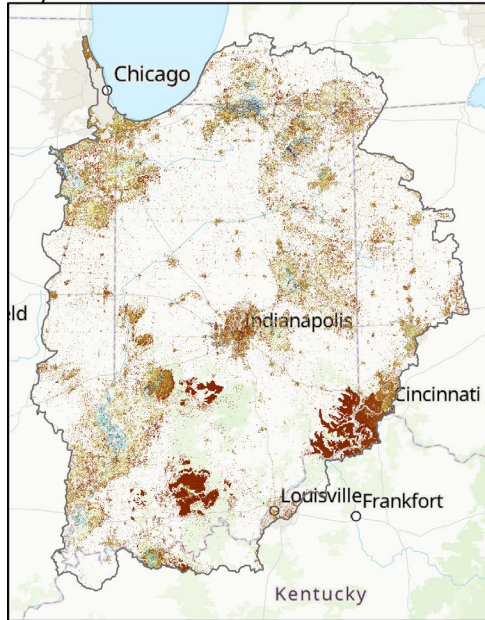 Chicago
eld
Indianapolis
Cincinnati
Louisville
Frankfort
Kentucky